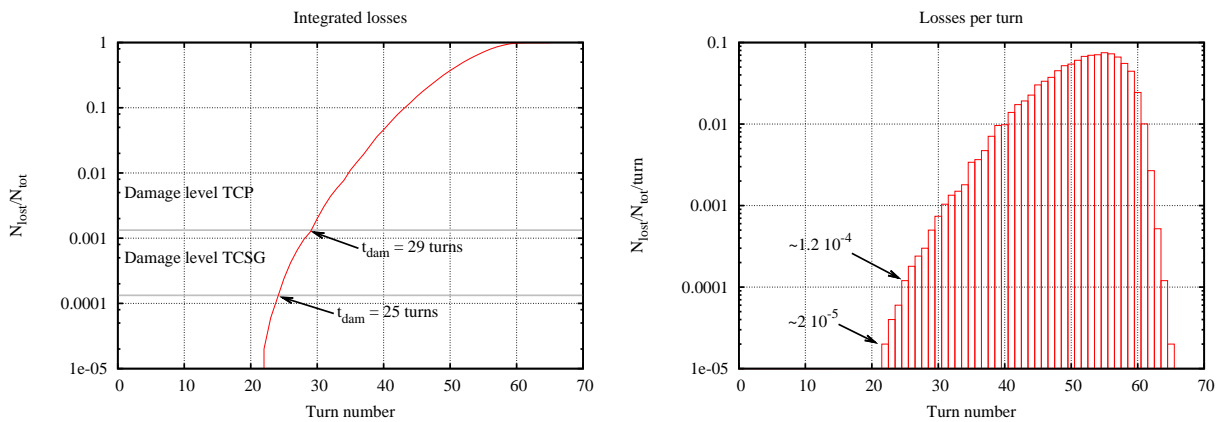 Integrated losses
1
0.1
0.01
0.001
0.0001
1e-05
N_lost/N_tot
Damage level TCP
t_dam = 29 turns
Damage level TCSG
t_dam = 25 turns
0 10 20 30 40 50 60 70
Turn number
Losses per turn
0.1
0.01
0.001
0.0001
1e-05
N_lost/N_tot/turn
~1.2 10^-4
~2 10^-5
0 10 20 30 40 50 60 70
Turn number